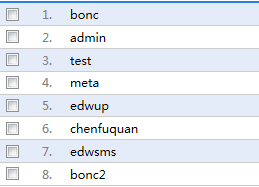 1. bonc
2. admin
3. test
4. meta
5. edwup
6. chenfuquan
7. edwsms
8. bonc2